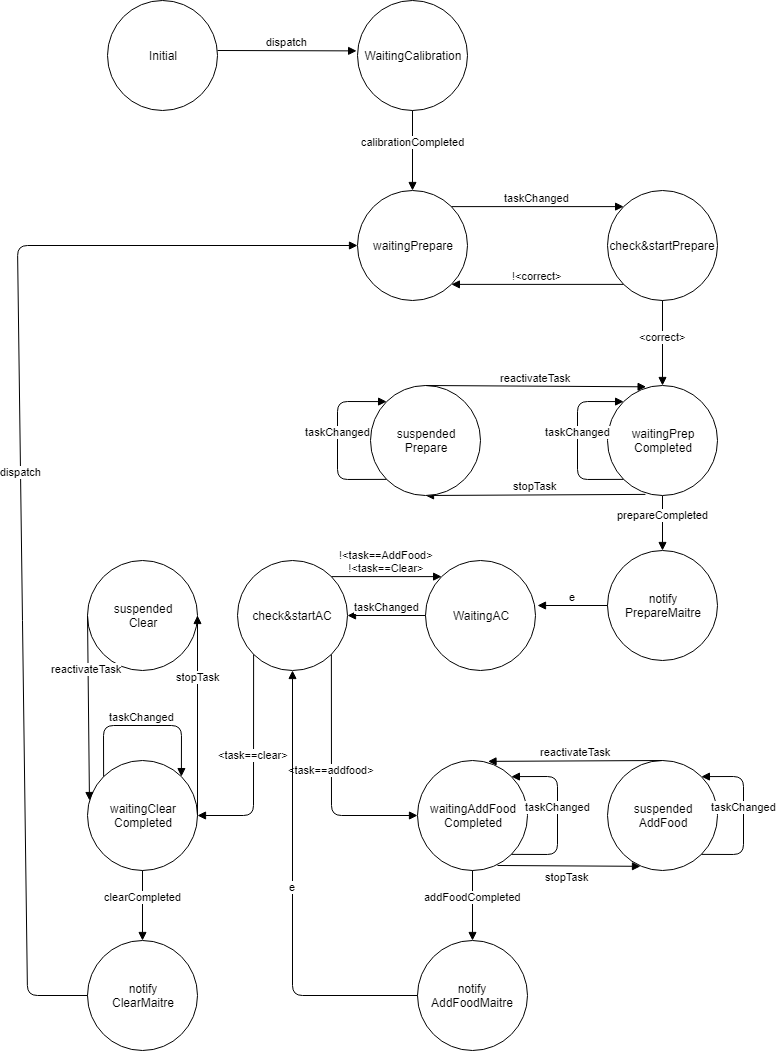 dispatch
Initial
WaitingCalibration
calibrationCompleted
taskChanged
waitingPrepare
check&startPrepare
!<correct>
<correct>
reactivateTask
taskChanged
suspended
Prepare
taskChanged
waitingPrep
Completed
dispatch
stopTask
prepareCompleted
!<task==AddFood>
!<task==Clear>
suspended
Clear
check&startAC
taskChanged
WaitingAC
e
notify
PrepareMaitre
reactivateTask
stopTask
taskChanged
<task==clear>
<task==addfood>
reactivateTask
waitingClear
Completed
waitingAddFood
Completed
taskChanged
suspended
AddFood
taskChanged
stopTask
clearCompleted
e
addFoodCompleted
notify
ClearMaitre
notify
AddFoodMaitre